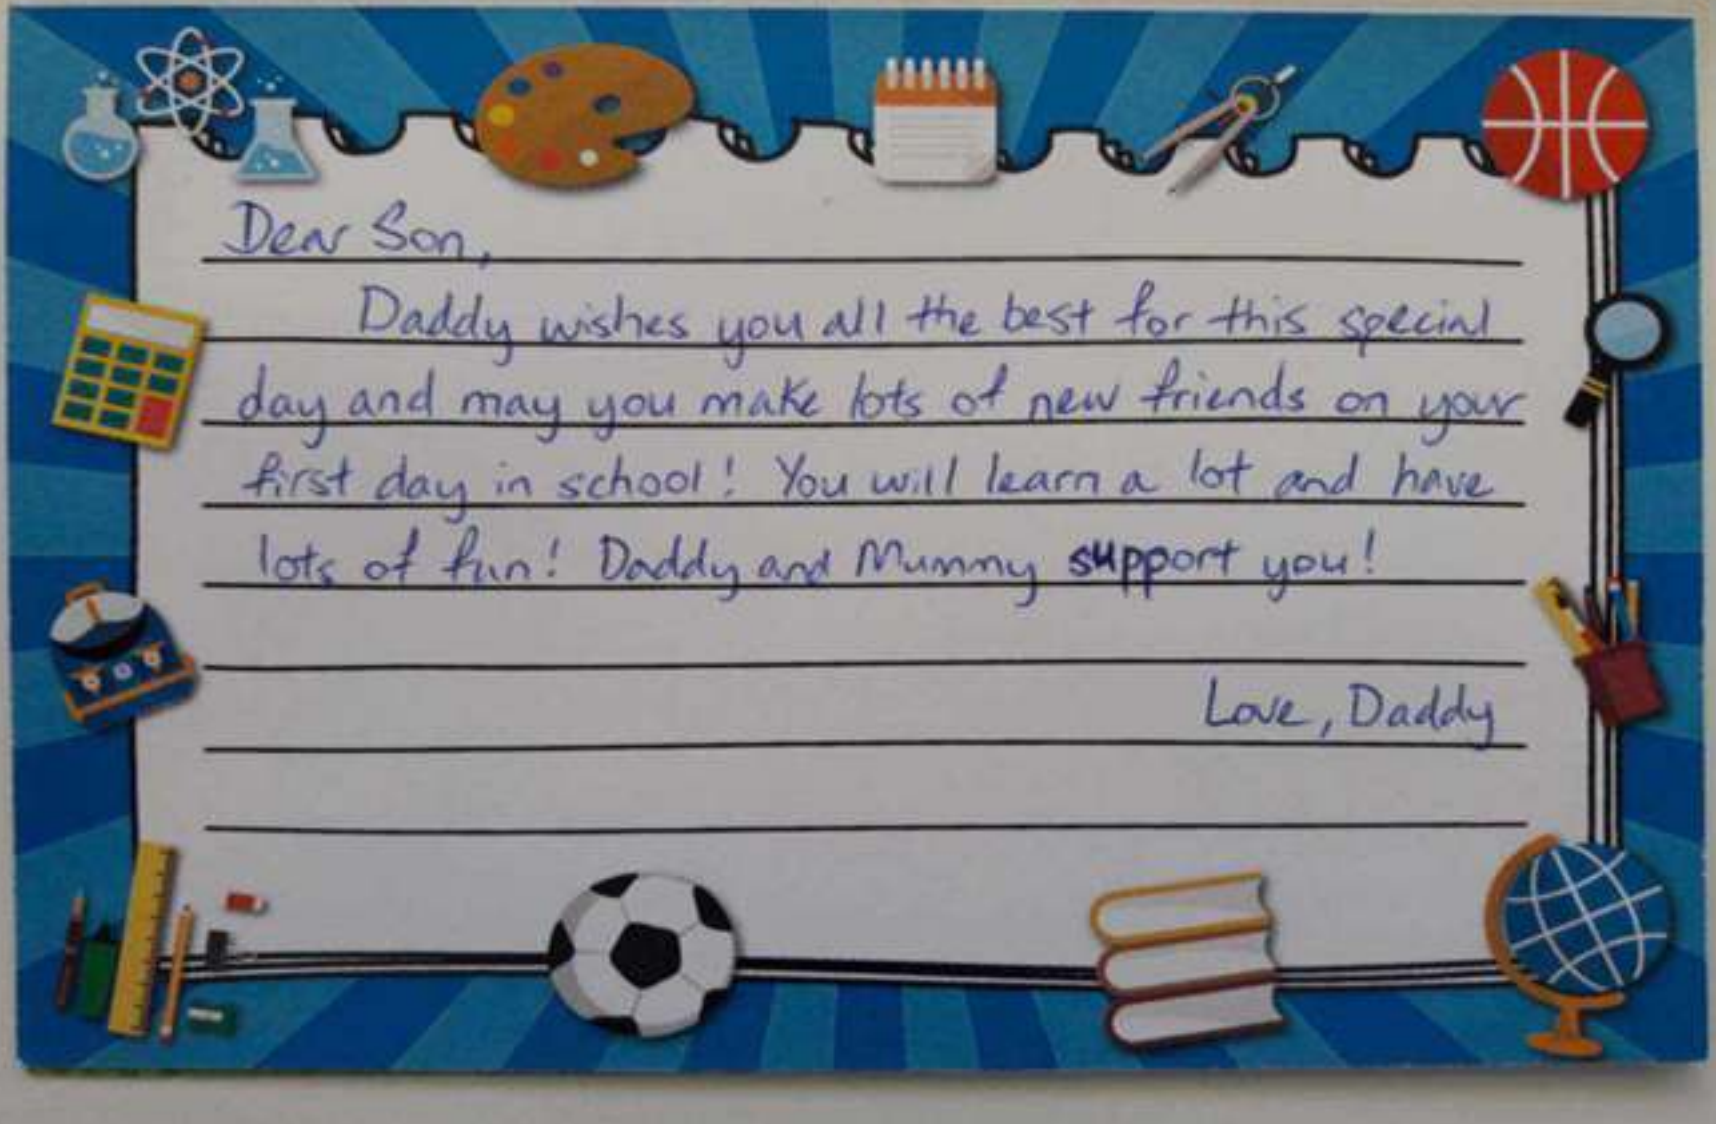 Dear Son,
Daddy wishes you all the best for this special
day and may you make lots of new friends on your
first day in school! You will learn a lot and have
lots of fun! Daddy and Mummy support you!
Love, Daddy